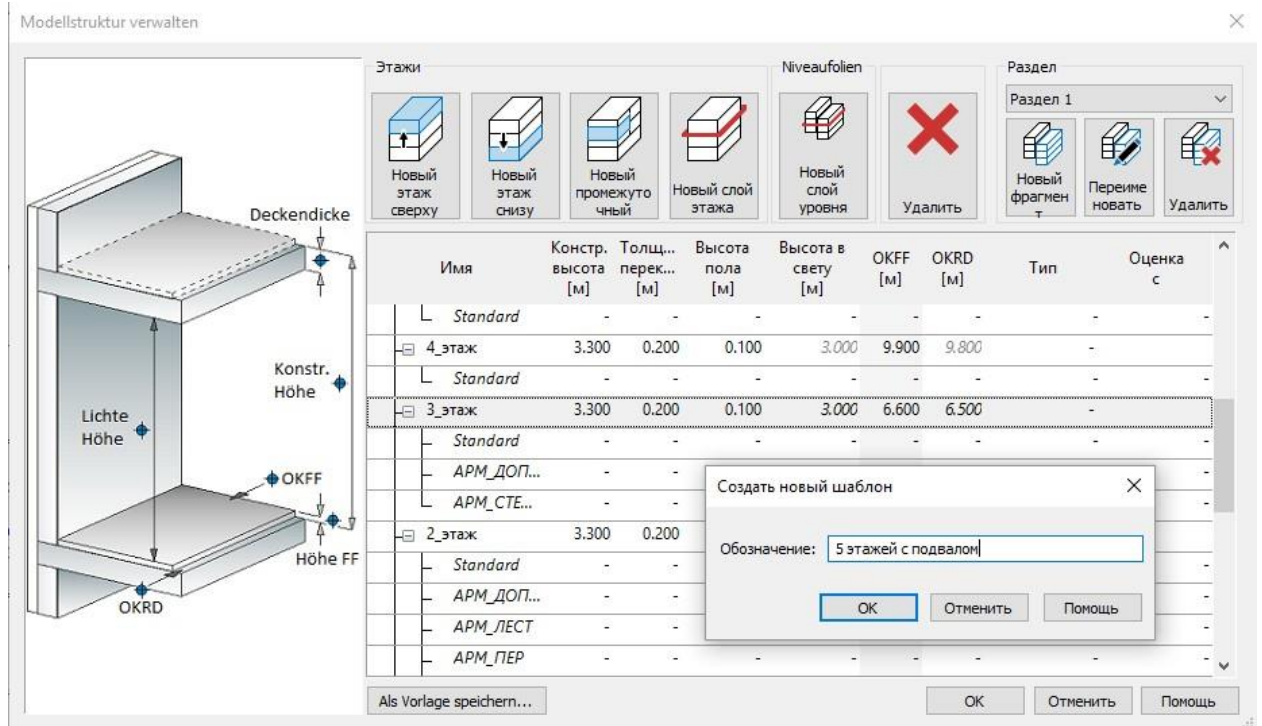 Modellstruktur verwalten
Deckendicke
Konstr.
Höhe
Lichte
Höhe
OKFF
Höhe FF
OKRD
Этажи
Новый
этаж
сверху
Новый
этаж
снизу
Новый
промежуто
чный
Новый слой
этажа
Niveaufolien
Новый
слой
уровня
Удалить
Раздел
Раздел 1
Новый
фрагмен
т
Переиме
новать
Удалить
Имя Констр. высота [м] Толщ... перек... [м] Высота пола [м] Высота в свету [м] OKFF [м] OKRD [м] Тип Оценка с
Standard - - - - - - - -
4_этаж 3.300 0.200 0.100 3.000 9.900 9.800 -
Standard - - - - - - - -
3_этаж 3.300 0.200 0.100 3.000 6.600 6.500 -
Standard - - - - - - - -
АРМ_ДОП... - - -
АРМ_СТЕ... - -
2_этаж 3.300 0.200
Standard - -
АРМ_ДОП... - -
АРМ_ЛЕСТ - -
АРМ_ПЕР - - - - - - - -
Создать новый шаблон
Обозначение: 5 этажей с подвалом
OK Отменить Помощь
Als Vorlage speichern...
OK Отменить Помощь